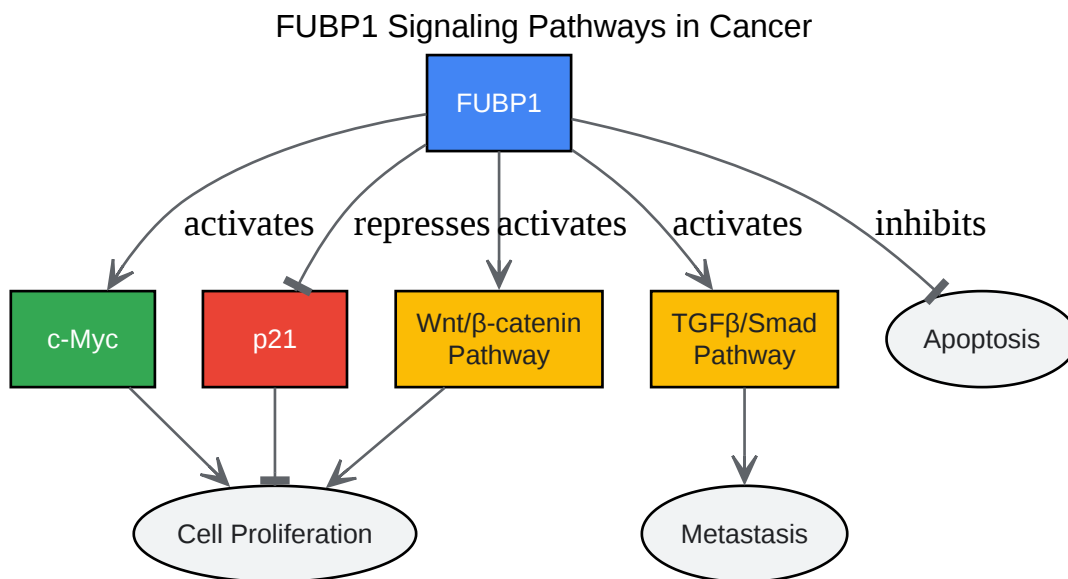 FUBP1 Signaling Pathways in Cancer
FUBP1
activates
represses
activates
activates
inhibits
c-Myc
p21
Wnt/β-catenin
Pathway
TGFβ/Smad
Pathway
Apoptosis
Cell Proliferation
Metastasis